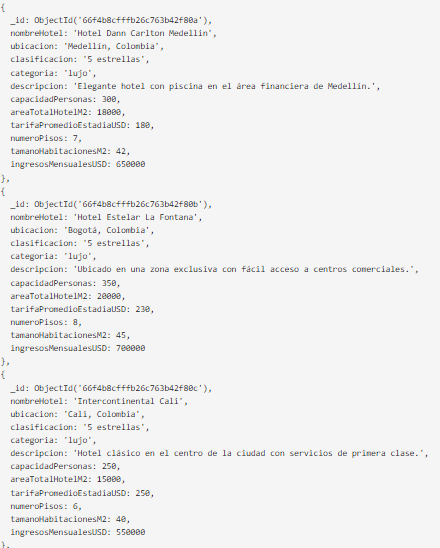 {
_id: ObjectId('66f4b8cfffb26c763b42f80a'),
nombreHotel: 'Hotel Dann Carlton Medellín',
ubicacion: 'Medellín, Colombia',
clasificacion: '5 estrellas',
categoria: 'lujo',
descripcion: 'Elegante hotel con piscina en el área financiera de Medellín.',
capacidadPersonas: 300,
areaTotalHotelM2: 18000,
tarifaPromedioEstadiaUSD: 180,
numeroPisos: 7,
tamanoHabitacionesM2: 42,
ingresosMensualesUSD: 650000
},
{
_id: ObjectId('66f4b8cfffb26c763b42f80b'),
nombreHotel: 'Hotel Estelar La Fontana',
ubicacion: 'Bogotá, Colombia',
clasificacion: '5 estrellas',
categoria: 'lujo',
descripcion: 'Ubicado en una zona exclusiva con fácil acceso a centros comerciales.',
capacidadPersonas: 350,
areaTotalHotelM2: 20000,
tarifaPromedioEstadiaUSD: 230,
numeroPisos: 8,
tamanoHabitacionesM2: 45,
ingresosMensualesUSD: 700000
},
{
_id: ObjectId('66f4b8cfffb26c763b42f80c'),
nombreHotel: 'Intercontinental Cali',
ubicacion: 'Cali, Colombia',
clasificacion: '5 estrellas',
categoria: 'lujo',
descripcion: 'Hotel clásico en el centro de la ciudad con servicios de primera clase.',
capacidadPersonas: 250,
areaTotalHotelM2: 15000,
tarifaPromedioEstadiaUSD: 250,
numeroPisos: 6,
tamanoHabitacionesM2: 40,
ingresosMensualesUSD: 550000
},